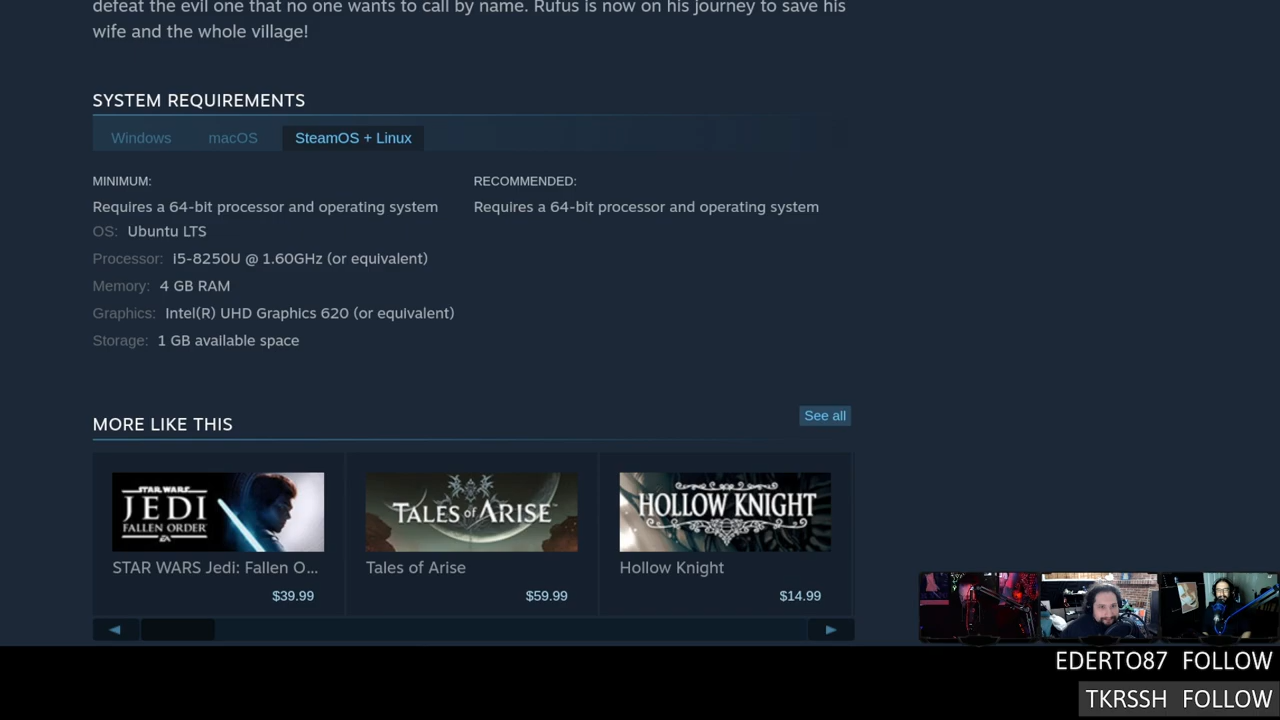 defeat the evil one that no one wants to call by name. Rufus is now on his journey to save his
wife and the whole village!
SYSTEM REQUIREMENTS
Windows macOS SteamOS + Linux
MINIMUM:
Requires a 64-bit processor and operating system
OS: Ubuntu LTS
Processor: I5-8250U @ 1.60GHz (or equivalent)
Memory: 4 GB RAM
Graphics: Intel(R) UHD Graphics 620 (or equivalent)
Storage: 1 GB available space
RECOMMENDED:
Requires a 64-bit processor and operating system
MORE LIKE THIS
See all
STAR WARS
JEDI
FALLEN ORDER
EA
STAR WARS Jedi: Fallen O...
$39.99
TALES of ARISE
Tales of Arise
$59.99
HOLLOW KNIGHT
Hollow Knight
$14.99
EDERTO87 FOLLOW
TKRSSH FOLLOW